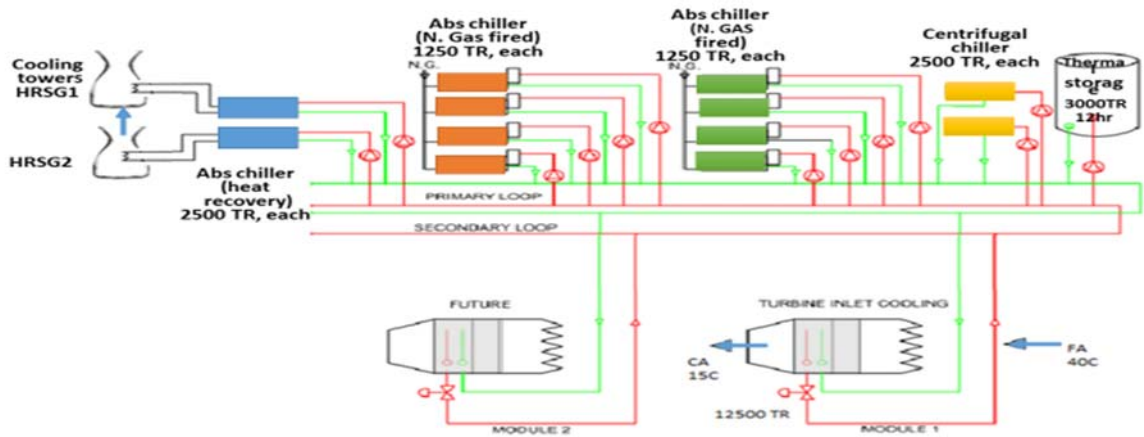 Cooling
towers
HRSG1
HRSG2
Abs chiller
(heat
recovery)
2500 TR, each
Abs chiller
(N. Gas fired)
1250 TR, each
N.G.
Abs chiller
(N. GAS
fired)
1250 TR, each
N.G.
Centrifugal
chiller
2500 TR, each
Therma
l
storag
e
3000TR
12hr
PRIMARY LOOP
SECONDARY LOOP
FUTURE
TURBINE INLET COOLING
CA
15C
FA
40C
12500 TR
MODULE 2
MODULE 1